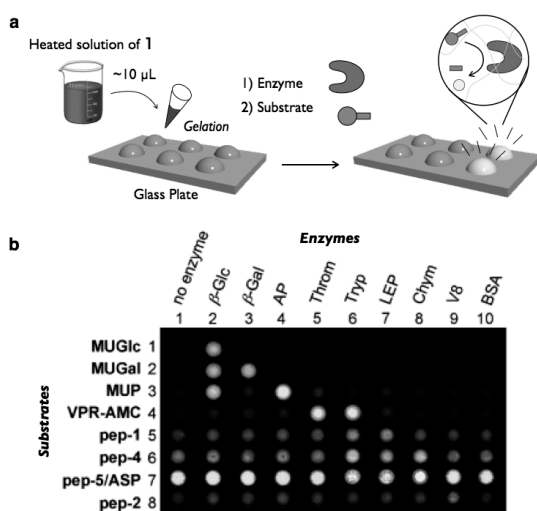 a
Heated solution of 1
~10 µL
Gelation
Glass Plate
1) Enzyme
2) Substrate
b
Enzymes
no enzyme β-Glc β-Gal AP Throm Tryp LEP Chym V8 BSA
1 2 3 4 5 6 7 8 9 10
Substrates
MUGlc 1
MUGal 2
MUP 3
VPR-AMC 4
pep-1 5
pep-4 6
pep-5/ASP 7
pep-2 8